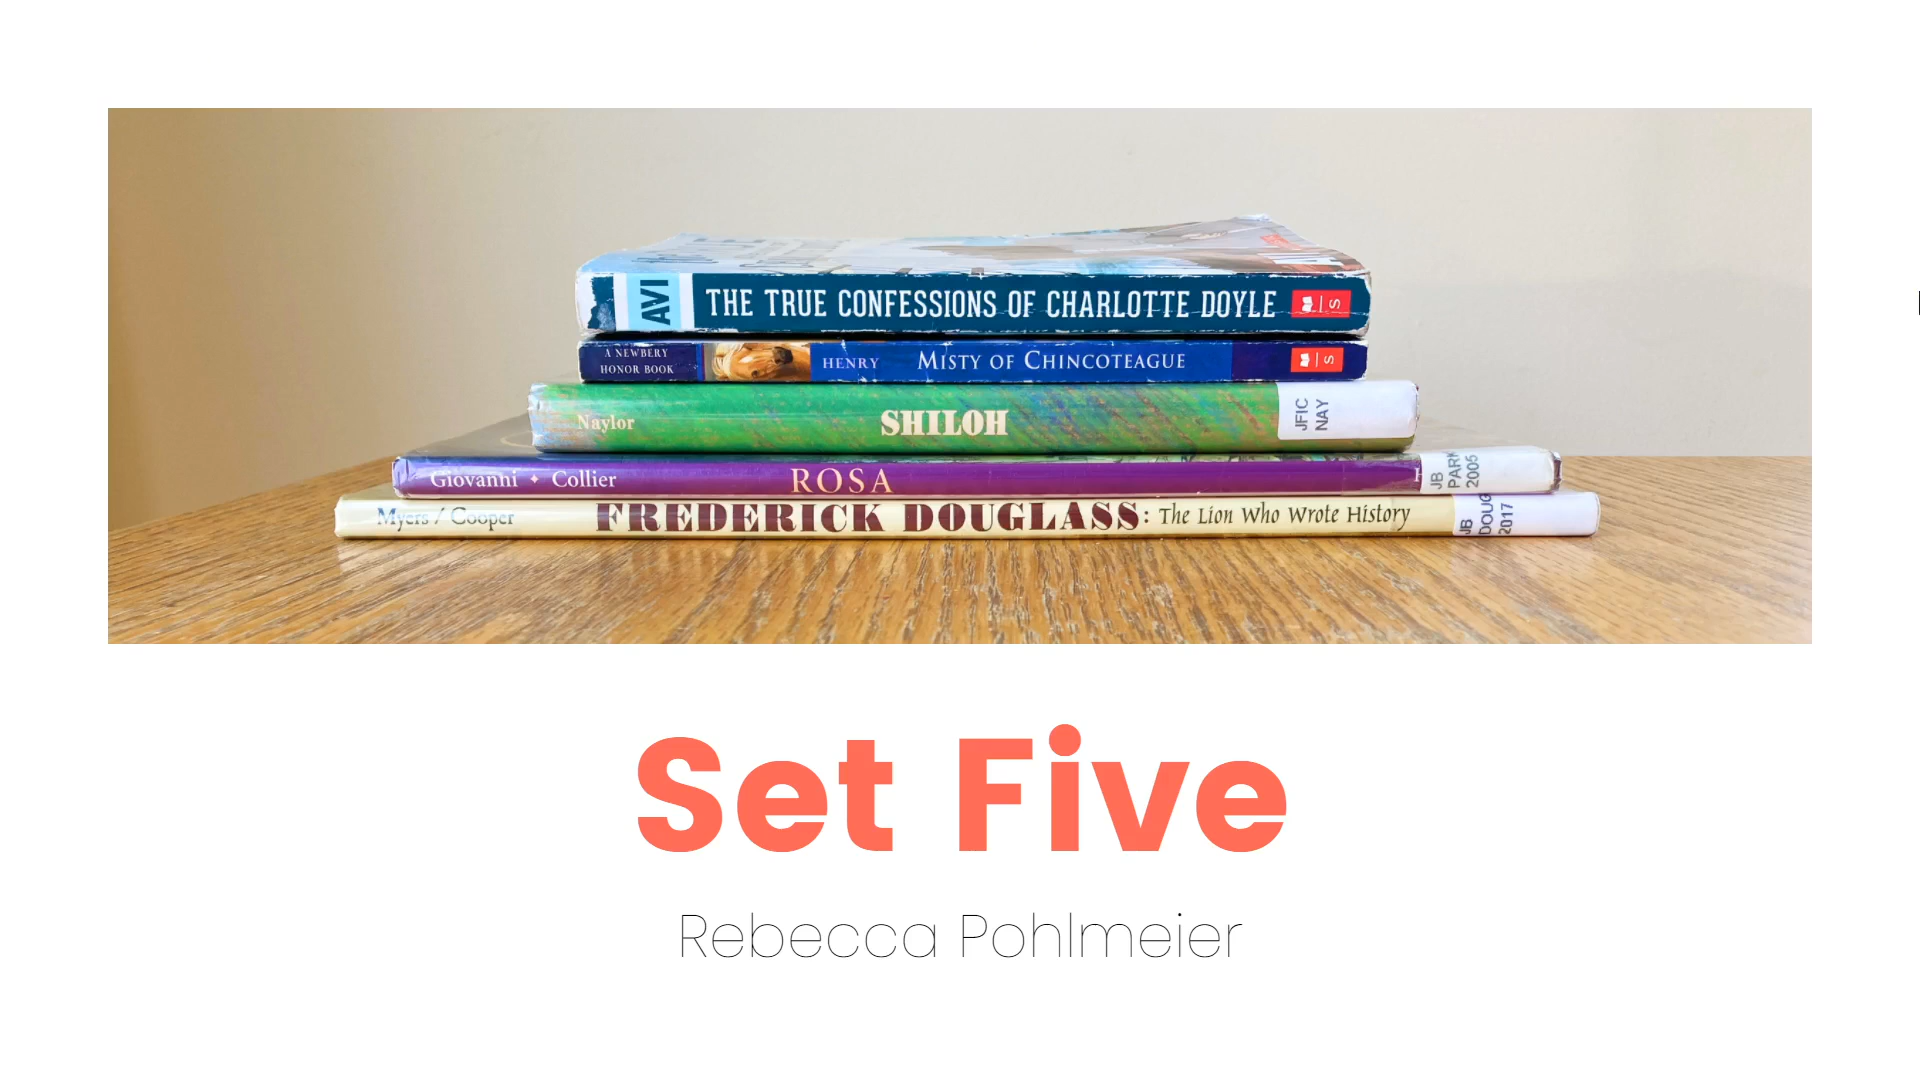 AVI THE TRUE CONFESSIONS OF CHARLOTTE DOYLE S
A NEWBERY
HONOR BOOK
HENRY MISTY OF CHINCOTEAGUE S
Naylor SHILOH
JFIC
NAY
Giovanni • Collier ROSA
JB
PARK
2005
Myers / Cooper FREDERICK DOUGLASS: The Lion Who Wrote History
JB
DOUG
2017
Set Five
Rebecca Pohlmeier